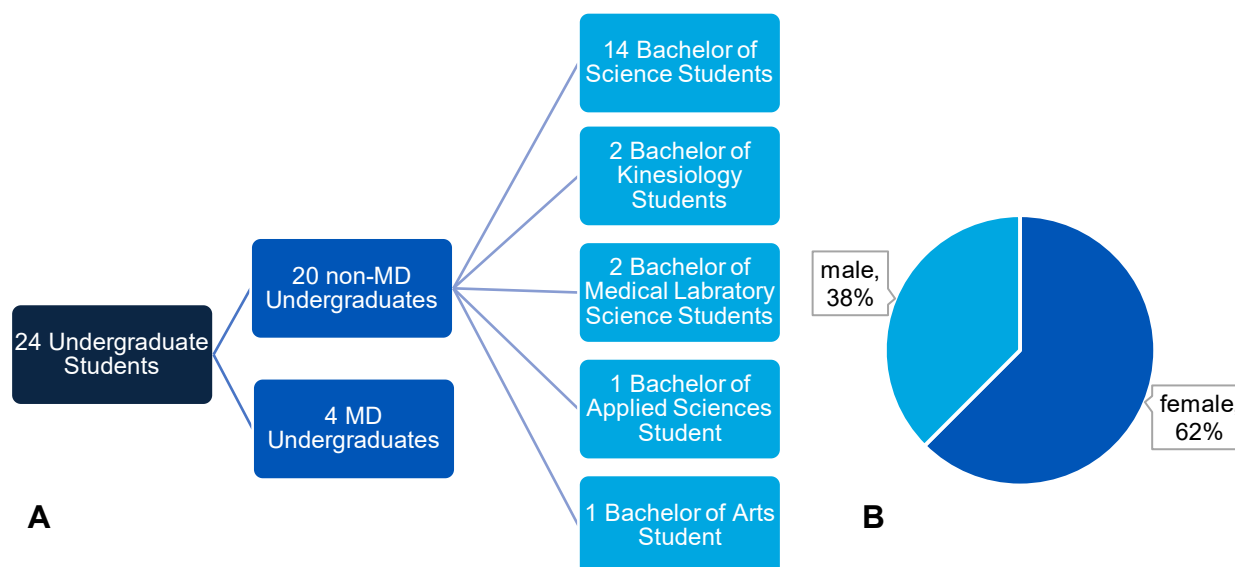 24 Undergraduate
Students
20 non-MD
Undergraduates
4 MD
Undergraduates
14 Bachelor of
Science Students
2 Bachelor of
Kinesiology
Students
2 Bachelor of
Medical Labratory
Science Students
1 Bachelor of
Applied Sciences
Student
1 Bachelor of Arts
Student
A
male,
38%
female,
62%
B